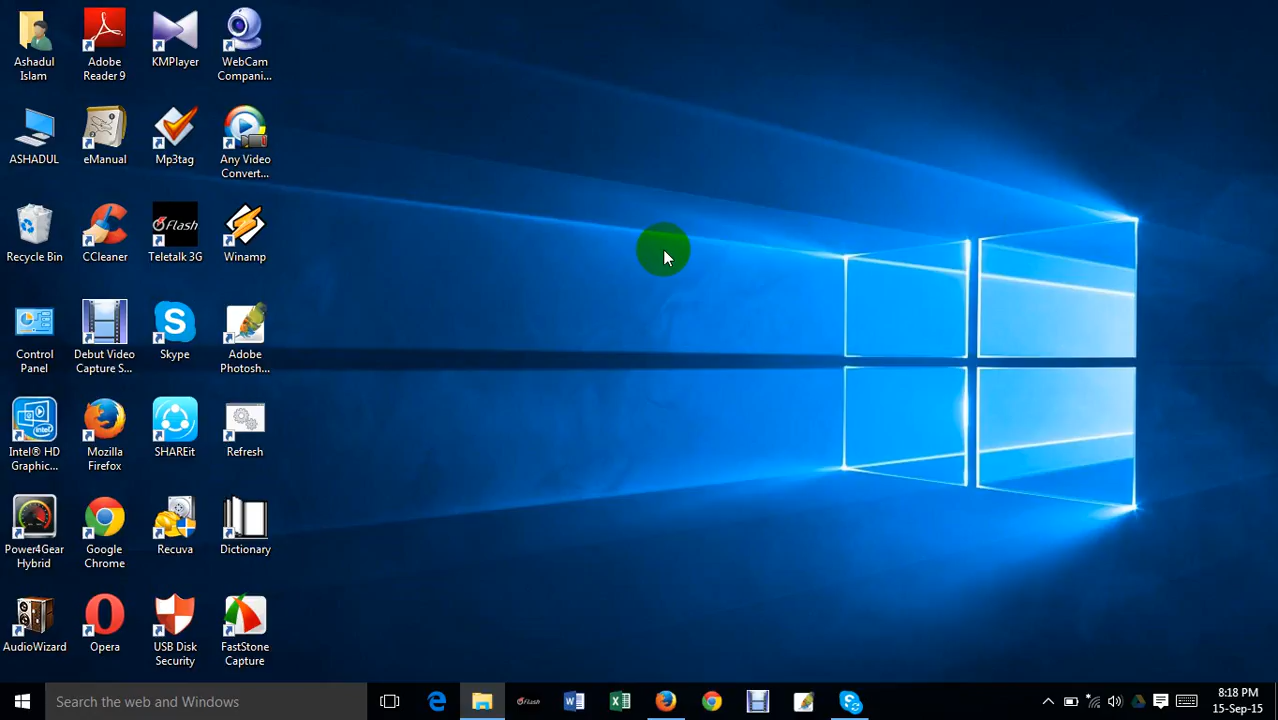 Ashadul
Islam
Adobe
Reader 9
KMPlayer
WebCam
Compani...
ASHADUL
eManual
Mp3tag
Any Video
Convert...
Recycle Bin
CCleaner
Flash
Teletalk 3G
Winamp
Control
Panel
Debut Video
Capture S...
Skype
Adobe
Photosh...
intel
Intel® HD
Graphic...
Mozilla
Firefox
SHAREit
Refresh
Power4Gear
Hybrid
Google
Chrome
Recuva
Dictionary
AudioWizard
Opera
USB Disk
Security
FastStone
Capture
Search the web and Windows
Flash
8:18 PM
15-Sep-15